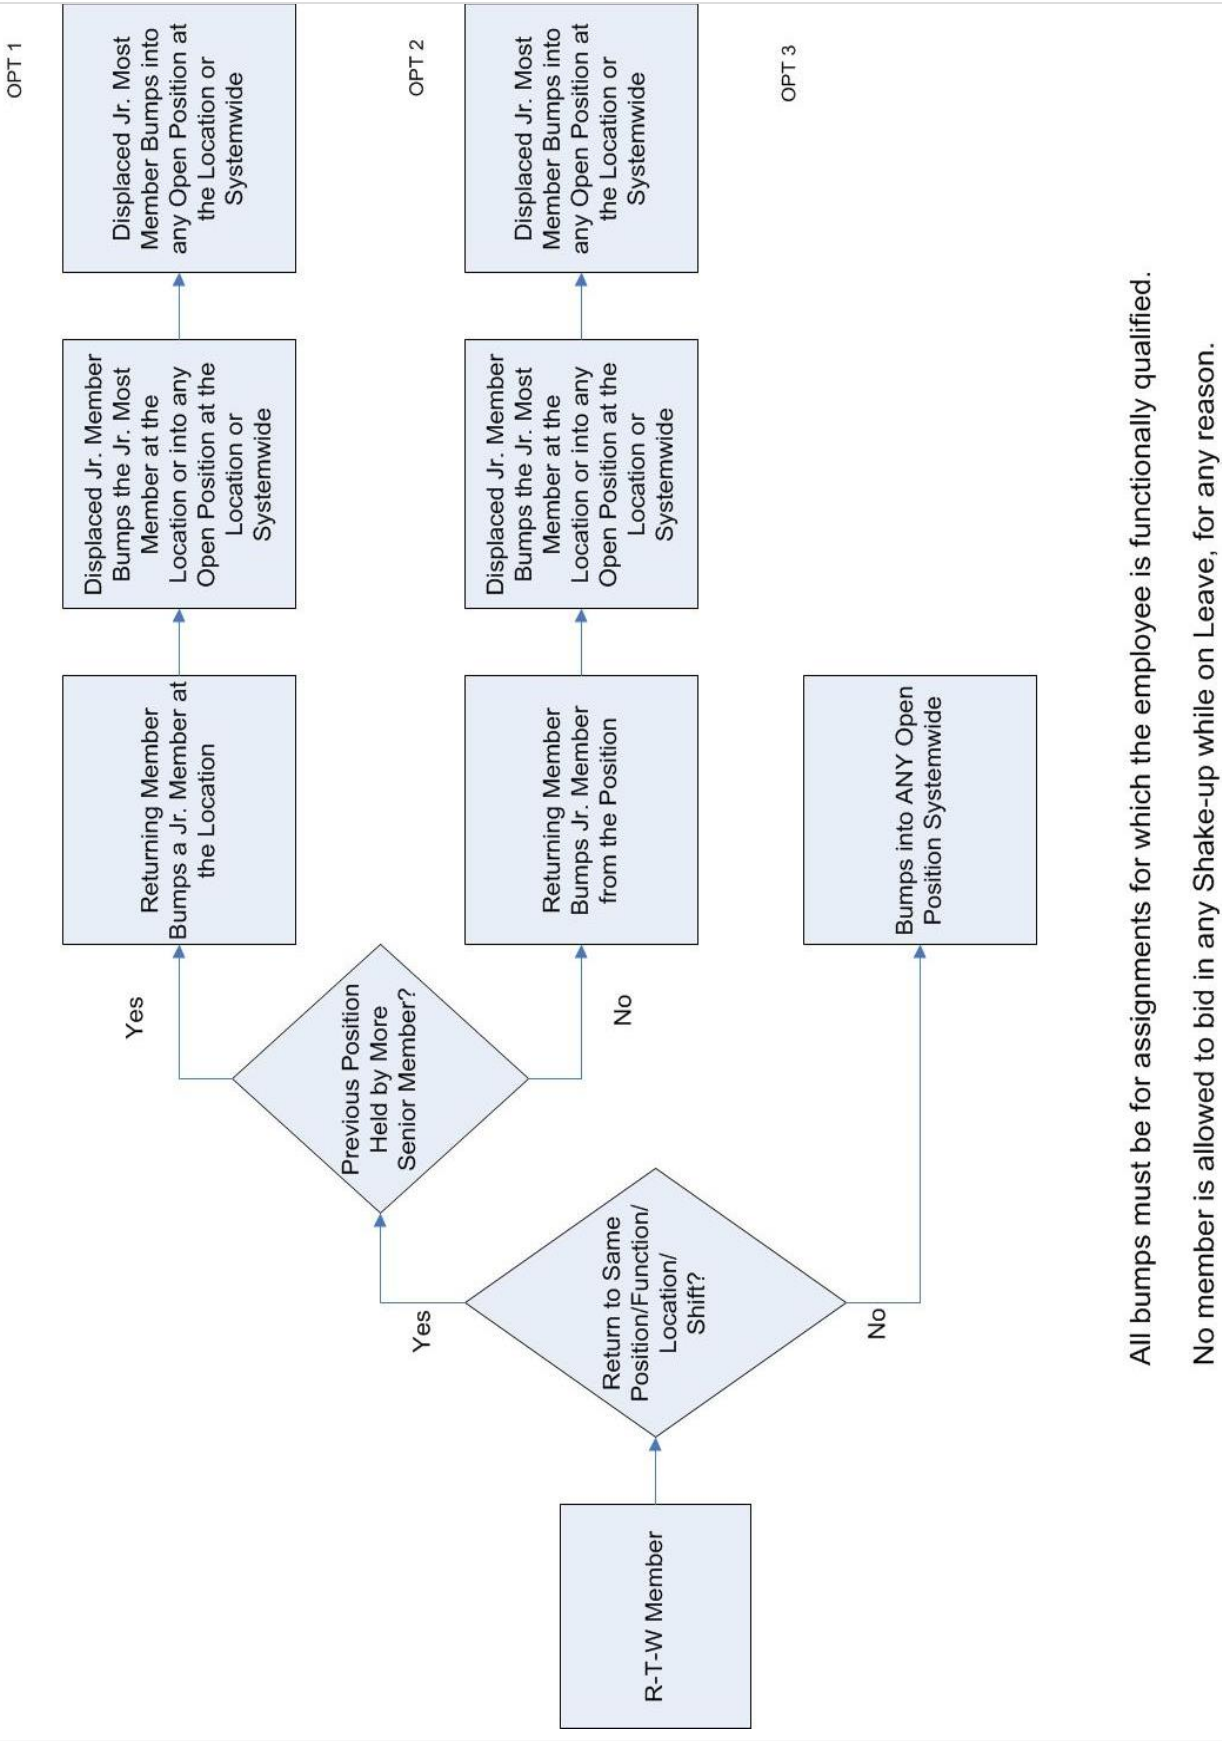 OPT 1
Returning Member
Bumps a Jr. Member at
the Location
Displaced Jr. Member
Bumps the Jr. Most
Member at the
Location or into any
Open Position at the
Location or
Systemwide
Displaced Jr. Most
Member Bumps into
any Open Position at
the Location or
Systemwide
Yes
Previous Position
Held by More
Senior Member?
OPT 2
No
Returning Member
Bumps Jr. Member
from the Position
Displaced Jr. Member
Bumps the Jr. Most
Member at the
Location or into any
Open Position at the
Location or
Systemwide
Displaced Jr. Most
Member Bumps into
any Open Position at
the Location or
Systemwide
Yes
R-T-W Member
Return to Same
Position/Function/
Location/
Shift?
OPT 3
No
Bumps into ANY Open
Position Systemwide
All bumps must be for assignments for which the employee is functionally qualified.
No member is allowed to bid in any Shake-up while on Leave, for any reason.